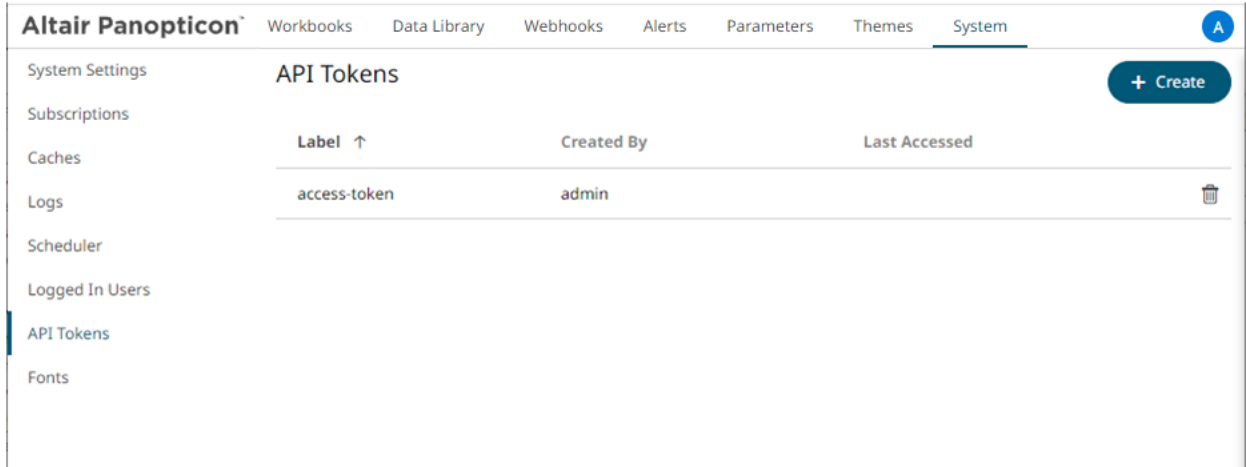 Altair Panopticon™ Workbooks Data Library Webhooks Alerts Parameters Themes System A
System Settings
Subscriptions
Caches
Logs
Scheduler
Logged In Users
API Tokens
Fonts
API Tokens
+ Create
Label ↑ Created By Last Accessed
access-token admin